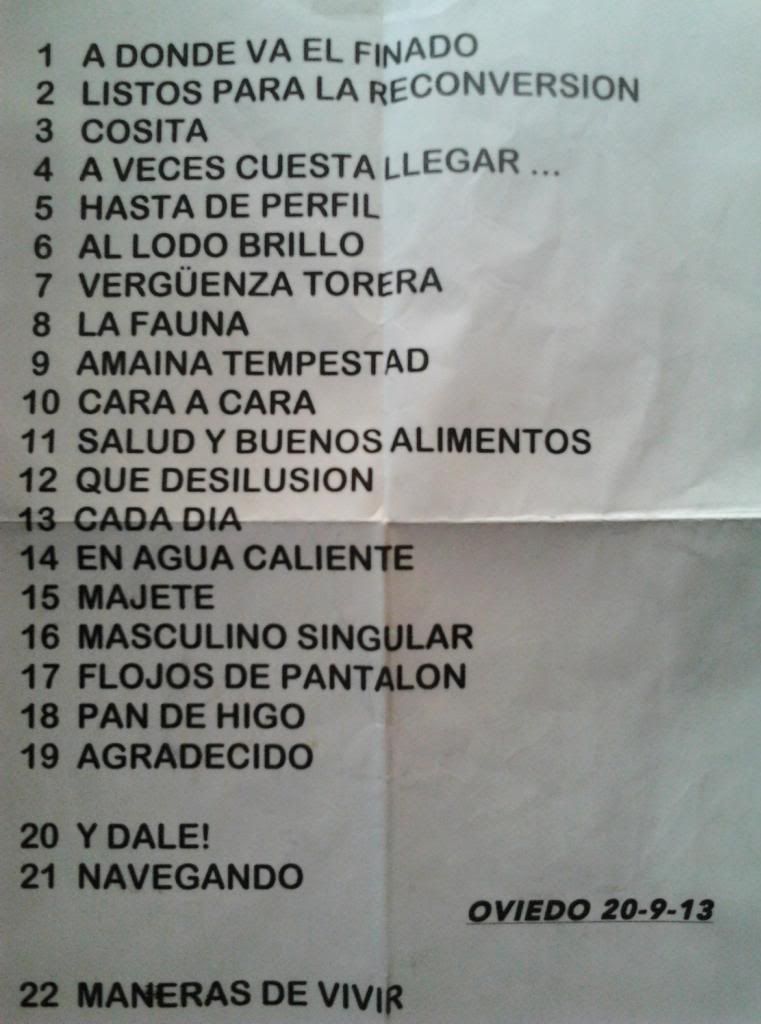 1 A DONDE VA EL FINADO
2 LISTOS PARA LA RECONVERSION
3 COSITA
4 A VECES CUESTA LLEGAR ...
5 HASTA DE PERFIL
6 AL LODO BRILLO
7 VERGÜENZA TORERA
8 LA FAUNA
9 AMAINA TEMPESTAD
10 CARA A CARA
11 SALUD Y BUENOS ALIMENTOS
12 QUE DESILUSION
13 CADA DIA
14 EN AGUA CALIENTE
15 MAJETE
16 MASCULINO SINGULAR
17 FLOJOS DE PANTALON
18 PAN DE HIGO
19 AGRADECIDO
20 Y DALE!
21 NAVEGANDO
OVIEDO 20-9-13
22 MANERAS DE VIVIR